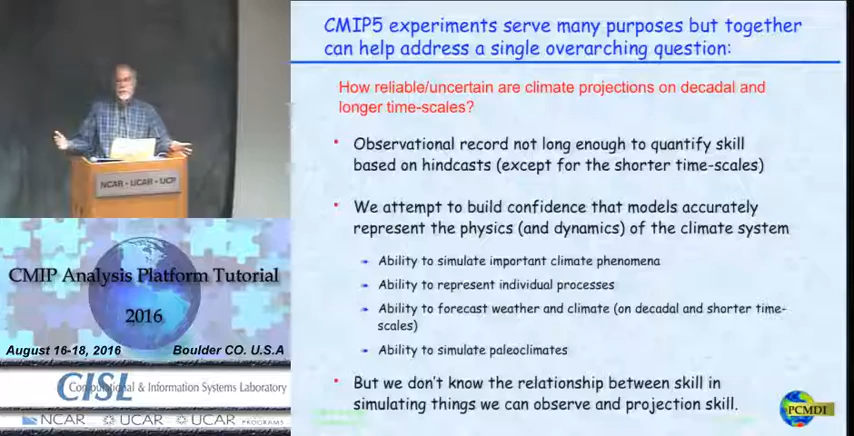 CMIP5 experiments serve many purposes but together
can help address a single overarching question:
How reliable/uncertain are climate projections on decadal and
longer time-scales?
Observational record not long enough to quantify skill
based on hindcasts (except for the shorter time-scales)
We attempt to build confidence that models accurately
represent the physics (and dynamics) of the climate system
Ability to simulate important climate phenomena
Ability to represent individual processes
Ability to forecast weather and climate (on decadal and shorter time-
scales)
Ability to simulate paleoclimates
But we don't know the relationship between skill in
simulating things we can observe and projection skill.
PCMDI
NCAR • UCAR • UCP
CMIP Analysis Platform Tutorial
2016
August 16-18, 2016 Boulder CO. U.S.A
CISL
Computational & Information Systems Laboratory
NCAR UCAR UCAR PROGRAMS